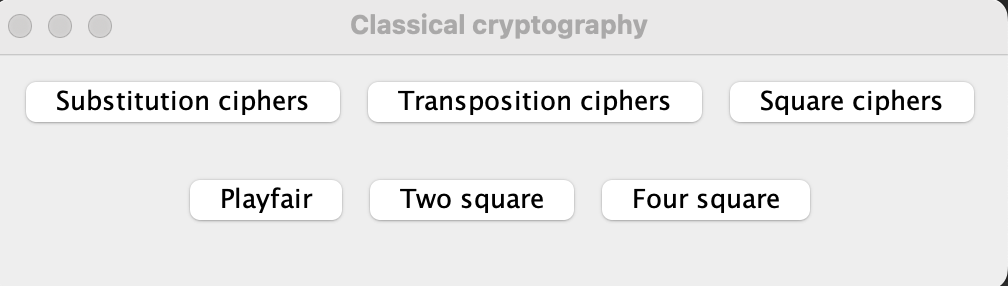 Classical cryptography
Substitution ciphers Transposition ciphers Square ciphers
Playfair Two square Four square